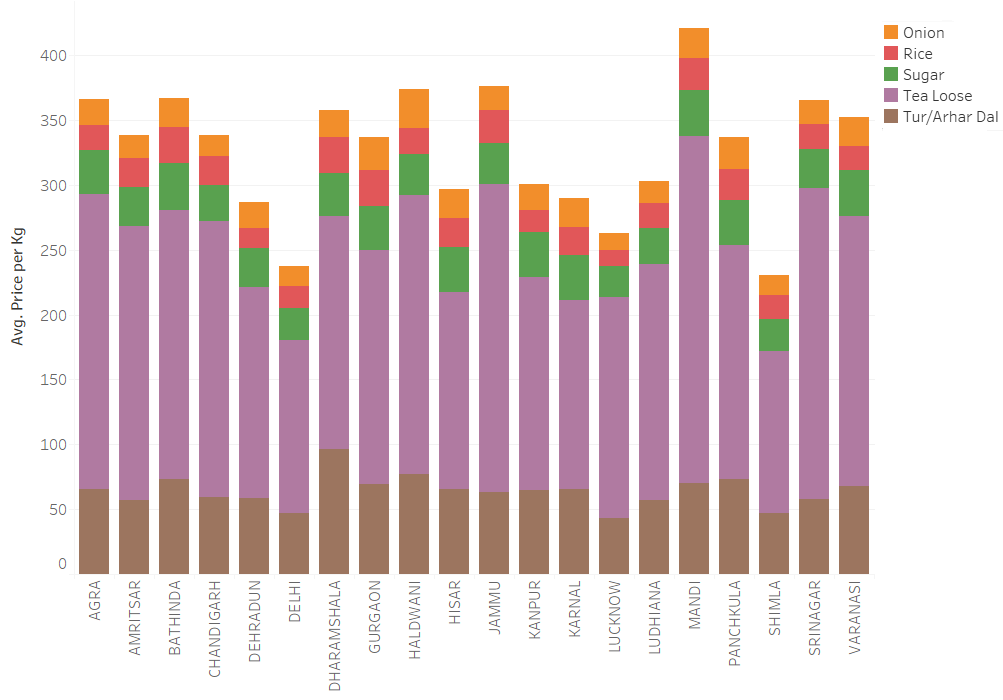 Onion
Rice
Sugar
Tea Loose
Tur/Arhar Dal
Avg. Price per Kg
400
350
300
250
200
150
100
50
0
AGRA
AMRITSAR
BATHINDA
CHANDIGARH
DEHRADUN
DELHI
DHARAMSHALA
GURGAON
HALDWANI
HISAR
JAMMU
KANPUR
KARNAL
LUCKNOW
LUDHIANA
MANDI
PANCHKULA
SHIMLA
SRINAGAR
VARANASI